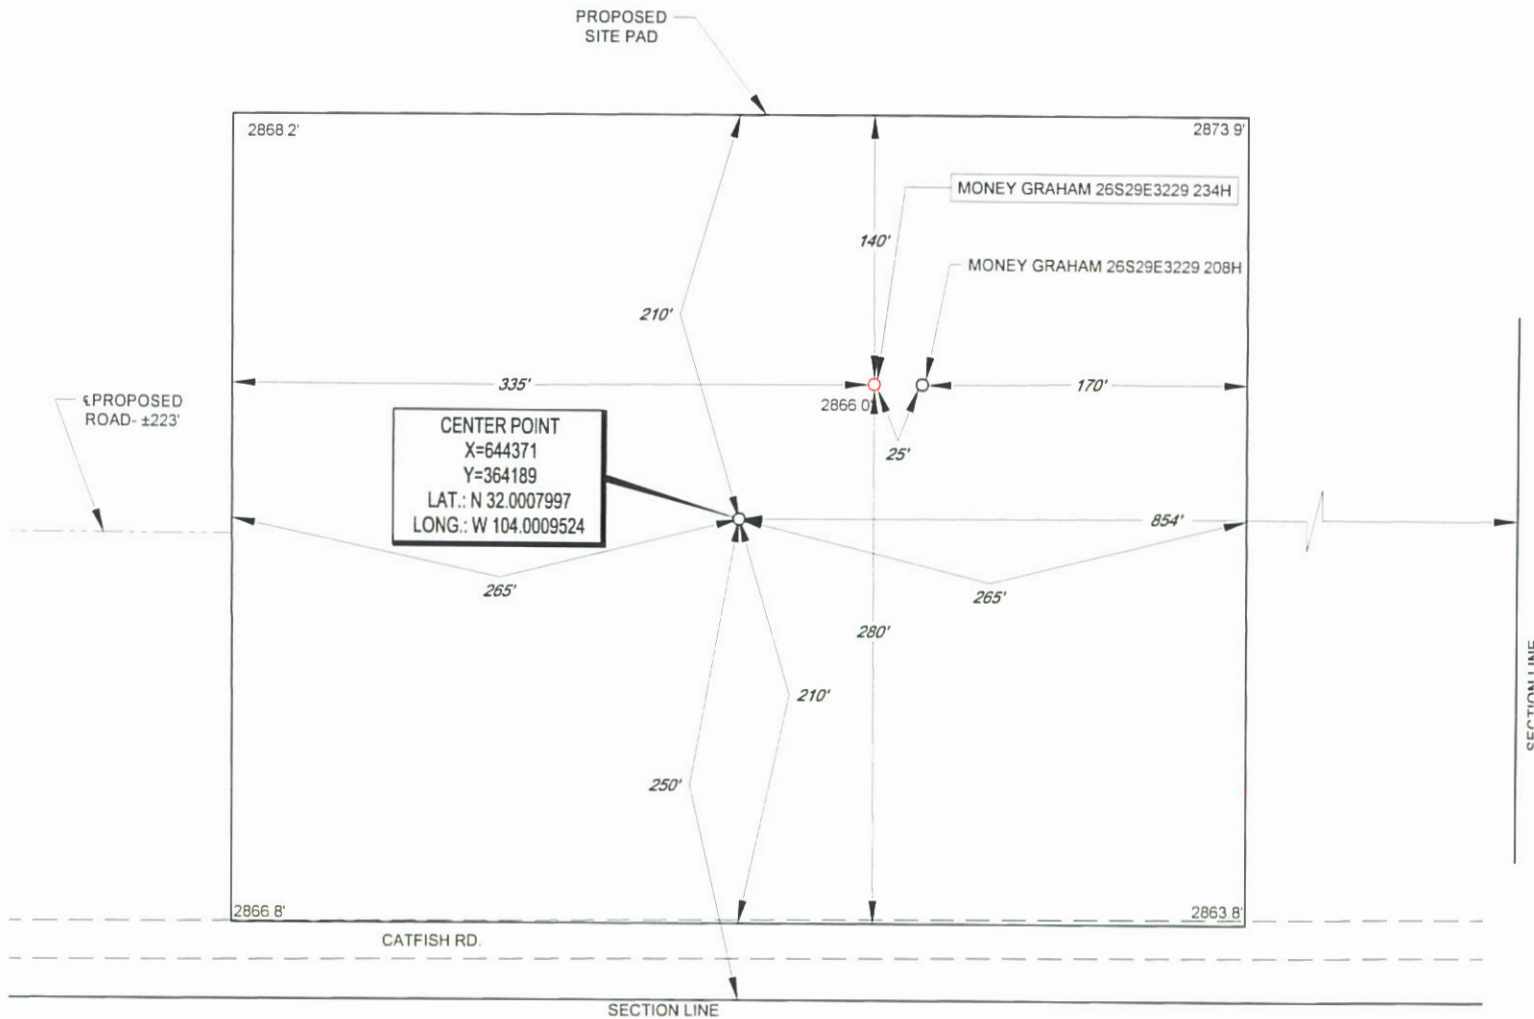 PROPOSED
SITE PAD
2868.2'
2873.9'
MONEY GRAHAM 26S29E3229 234H
140'
MONEY GRAHAM 26S29E3229 208H
210'
335'
170'
2866.0'
℄PROPOSED
ROAD- ±223'
CENTER POINT
X=644371
Y=364189
LAT.: N 32.0007997
LONG.: W 104.0009524
25'
854'
265'
265'
280'
210'
250'
SECTION LINE
2866.8'
2863.8'
CATFISH RD.
SECTION LINE